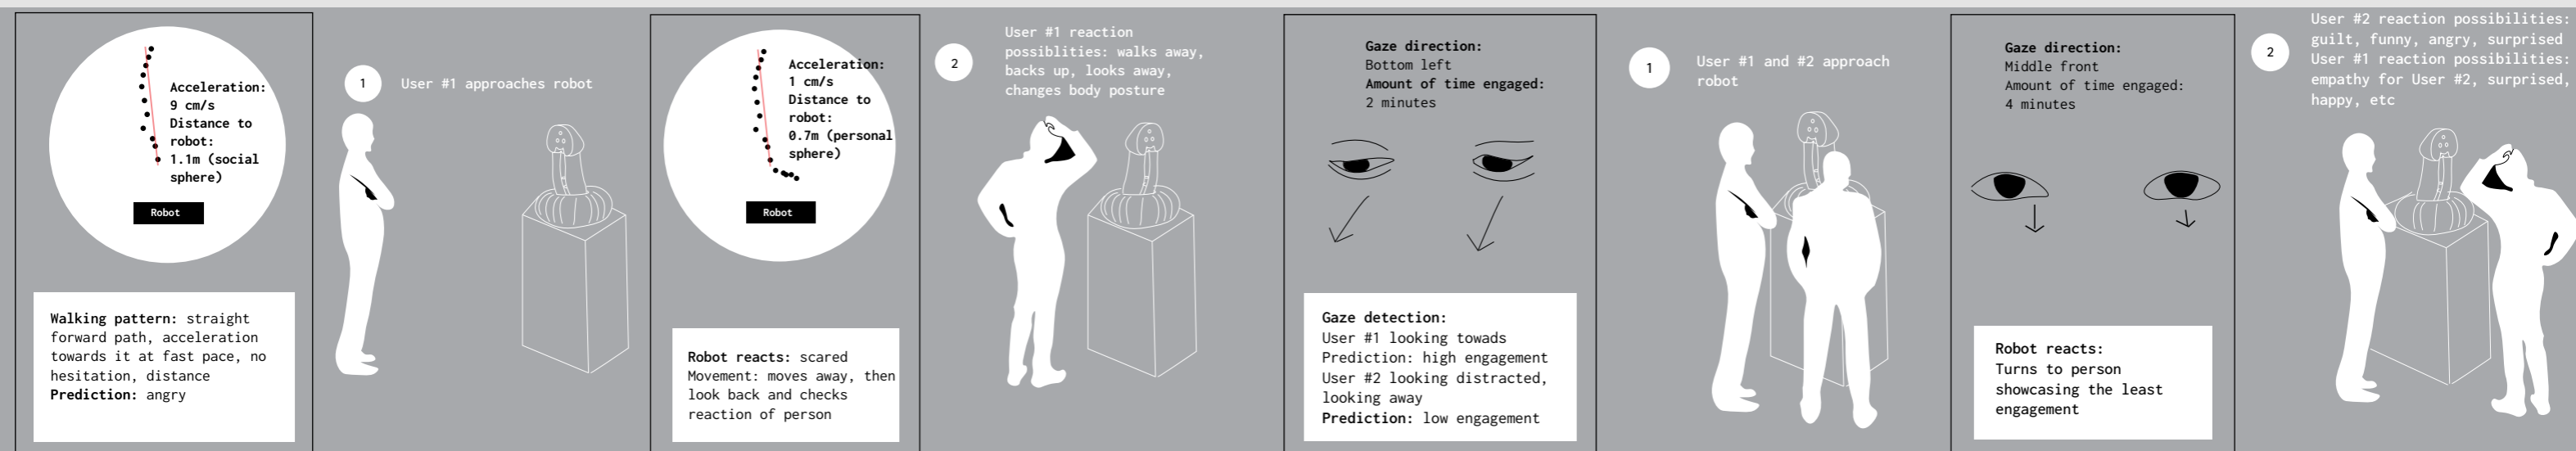 Acceleration:
9 cm/s
Distance to
robot:
1.1m (social
sphere)
Robot
Walking pattern: straight
forward path, acceleration
towards it at fast pace, no
hesitation, distance
Prediction: angry
1
User #1 approaches robot
Acceleration:
1 cm/s
Distance to
robot:
0.7m (personal
sphere)
Robot
Robot reacts: scared
Movement: moves away, then
look back and checks
reaction of person
2
User #1 reaction
possiblities: walks away,
backs up, looks away,
changes body posture
Gaze direction:
Bottom left
Amount of time engaged:
2 minutes
Gaze detection:
User #1 looking towads
Prediction: high engagement
User #2 looking distracted,
looking away
Prediction: low engagement
1
User #1 and #2 approach
robot
Gaze direction:
Middle front
Amount of time engaged:
4 minutes
Robot reacts:
Turns to person
showcasing the least
engagement
2
User #2 reaction possibilities:
guilt, funny, angry, surprised
User #1 reaction possibilities:
empathy for User #2, surprised,
happy, etc